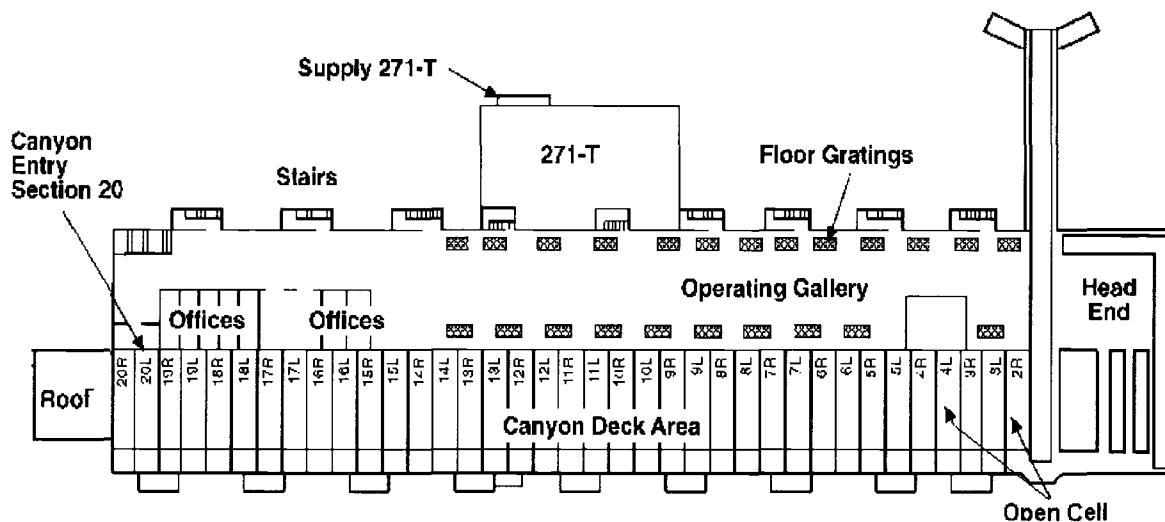 Supply 271-T
Canyon
Entry
Section 20
271-T
Floor Gratings
Stairs
Operating Gallery
Head
End
Offices
Offices
Roof
20R
20L
19R
19L
18R
18L
17R
17L
16R
16L
15R
15L
14R
14L
13R
13L
12R
12L
11R
11L
10R
10L
9R
9L
8R
8L
7R
7L
6R
6L
5R
5L
4R
4L
3R
3L
2R
Canyon Deck Area
Open Cell